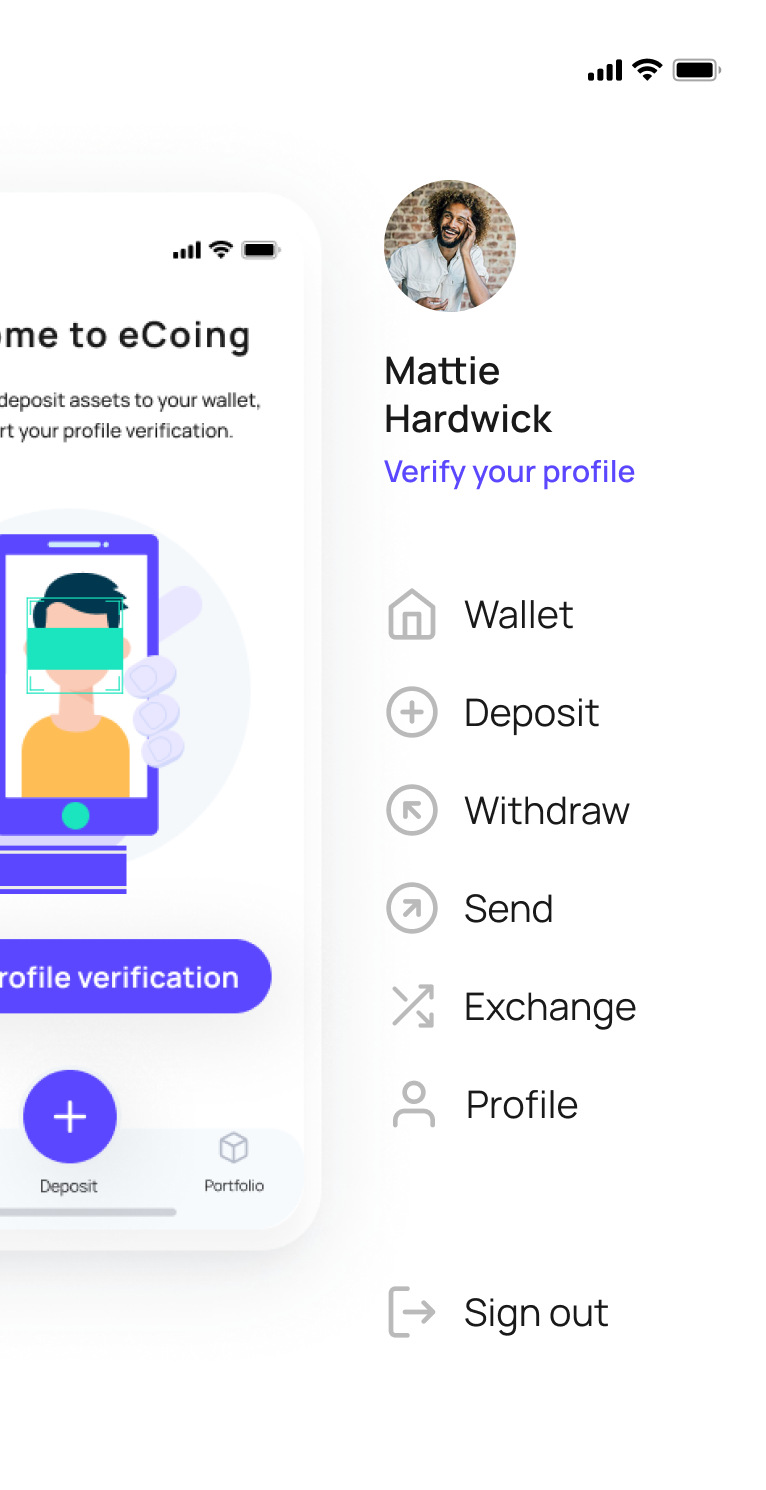 ome to eCoing
deposit assets to your wallet,
rt your profile verification.
rofile verification
Deposit
Portfolio
Mattie
Hardwick
Verify your profile
Wallet
Deposit
Withdraw
Send
Exchange
Profile
Sign out